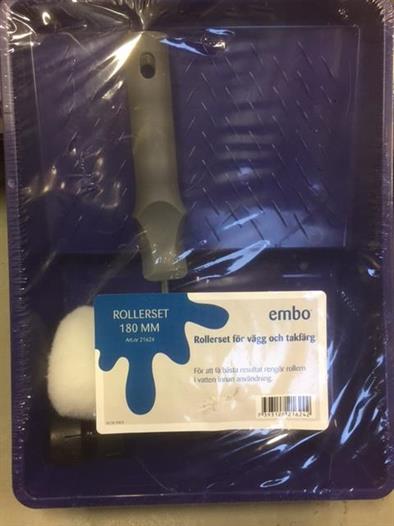 ROLLERSET
180 MM
Art.nr 21624
embo
Rollerset för vägg och takfärg
För att få bästa resultat rengör rollern
i vatten innan användning.